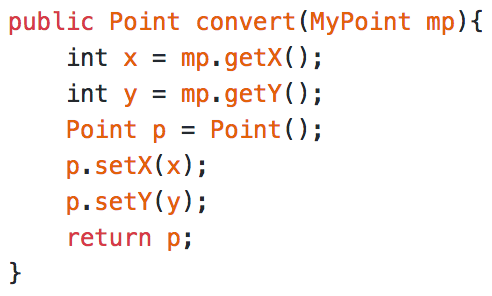 public Point convert(MyPoint mp){
    int x = mp.getX();
    int y = mp.getY();
    Point p = Point();
    p.setX(x);
    p.setY(y);
    return p;
}